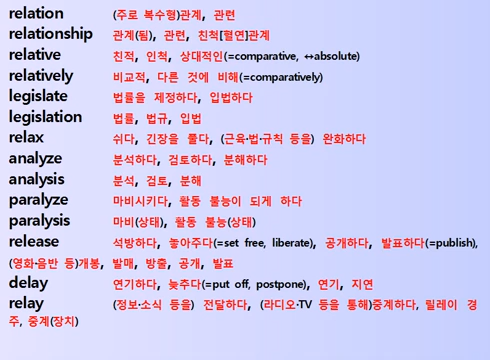 relation (주로 복수형)관계, 관련
relationship 관계(됨), 관련, 친척[혈연]관계
relative 친적, 인척, 상대적인(=comparative, ↔absolute)
relatively 비교적, 다른 것에 비해(=comparatively)
legislate 법률을 제정하다, 입법하다
legislation 법률, 법규, 입법
relax 쉬다, 긴장을 풀다, (근육·법·규칙 등을) 완화하다
analyze 분석하다, 검토하다, 분해하다
analysis 분석, 검토, 분해
paralyze 마비시키다, 활동 불능이 되게 하다
paralysis 마비(상태), 활동 불능(상태)
release 석방하다, 놓아주다(=set free, liberate), 공개하다, 발표하다(=publish),
(영화·음반 등)개봉, 발매, 방출, 공개, 발표
delay 연기하다, 늦추다(=put off, postpone), 연기, 지연
relay (정보·소식 등을) 전달하다, (라디오·TV 등을 통해)중계하다, 릴레이 경
주, 중계(장치)